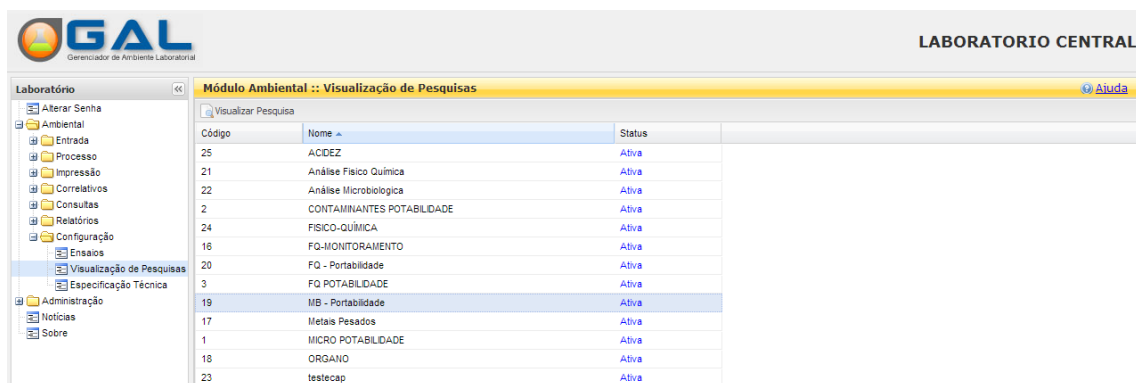 GAL
Gerenciador de Ambiente Laboratorial
LABORATORIO CENTRAL
Laboratório
Alterar Senha
Ambiental
Entrada
Processo
Impressão
Correlativos
Consultas
Relatórios
Configuração
Ensaios
Visualização de Pesquisas
Especificação Técnica
Administração
Notícias
Sobre
Módulo Ambiental :: Visualização de Pesquisas
Ajuda
Visualizar Pesquisa
Código Nome Status
25 ACIDEZ Ativa
21 Análise Fisico Química Ativa
22 Análise Microbiologica Ativa
2 CONTAMINANTES POTABILIDADE Ativa
24 FISICO-QUÍMICA Ativa
16 FQ-MONITORAMENTO Ativa
20 FQ - Portabilidade Ativa
3 FQ POTABILIDADE Ativa
19 MB - Portabilidade Ativa
17 Metais Pesados Ativa
1 MICRO POTABILIDADE Ativa
18 ORGANO Ativa
23 testecap Ativa